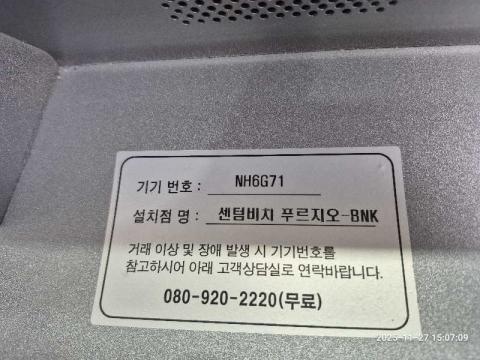 기기 번호 : NH6G71
설치점 명 : 센텀비치 푸르지오-BNK
거래 이상 및 장애 발생 시 기기번호를
참고하시어 아래 고객상담실로 연락바랍니다.
080-920-2220(무료)
2025-11-27 15:07:09